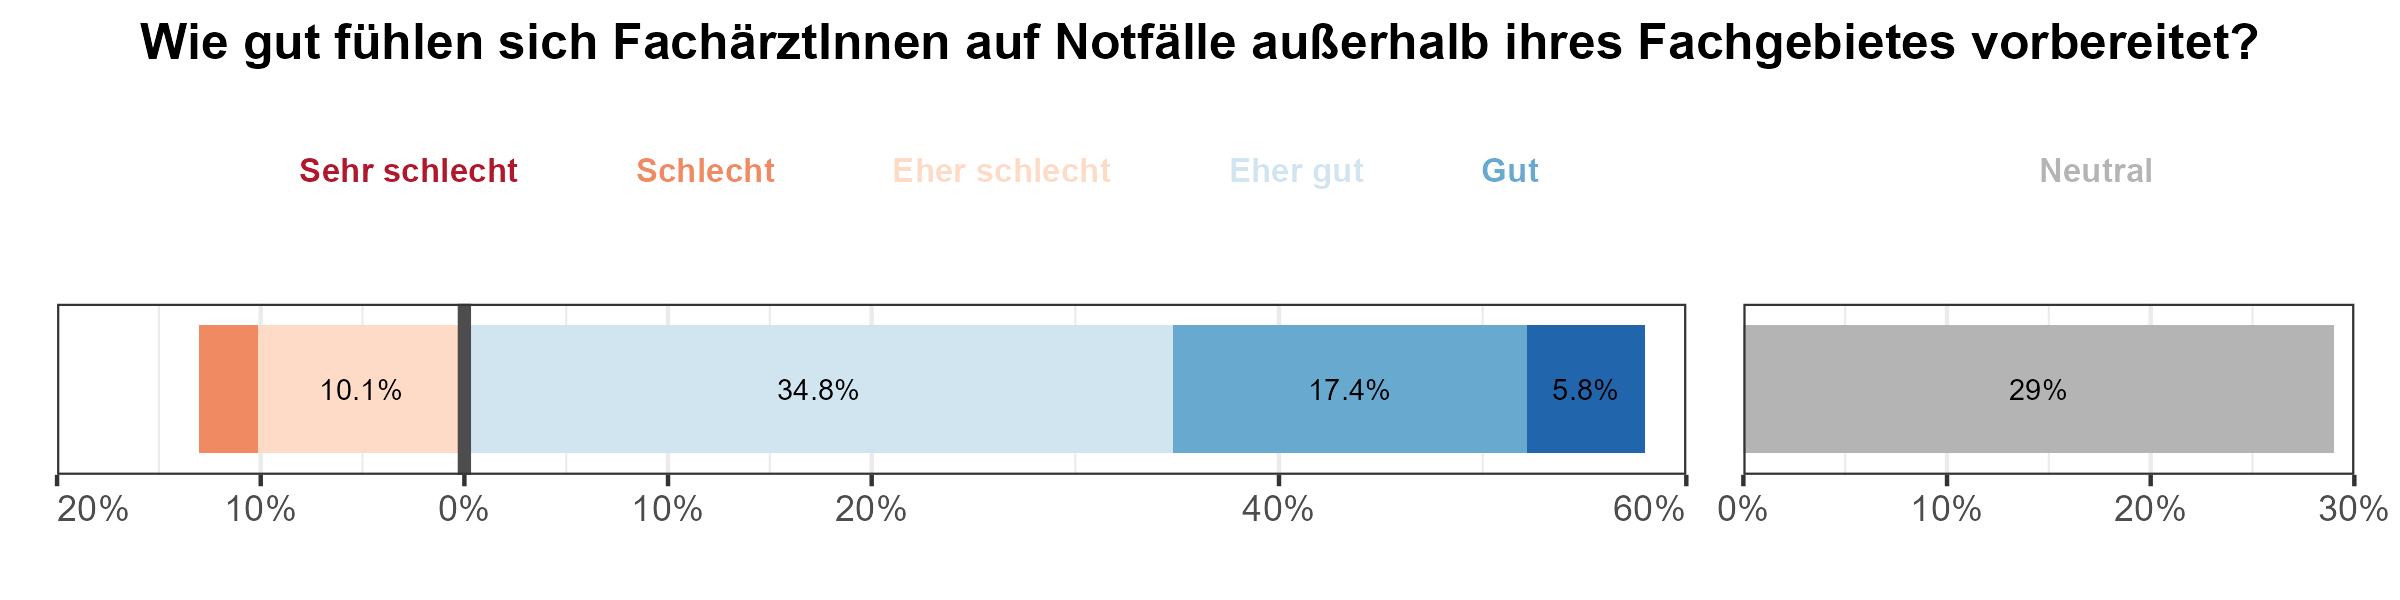 Wie gut fühlen sich FachärztInnen auf Notfälle außerhalb ihres Fachgebietes vorbereitet?
Sehr schlecht Schlecht Eher schlecht Eher gut Gut Neutral
10.1% 34.8% 17.4% 5.8% 29%
20% 10% 0% 10% 20% 40% 60% 0% 10% 20% 30%